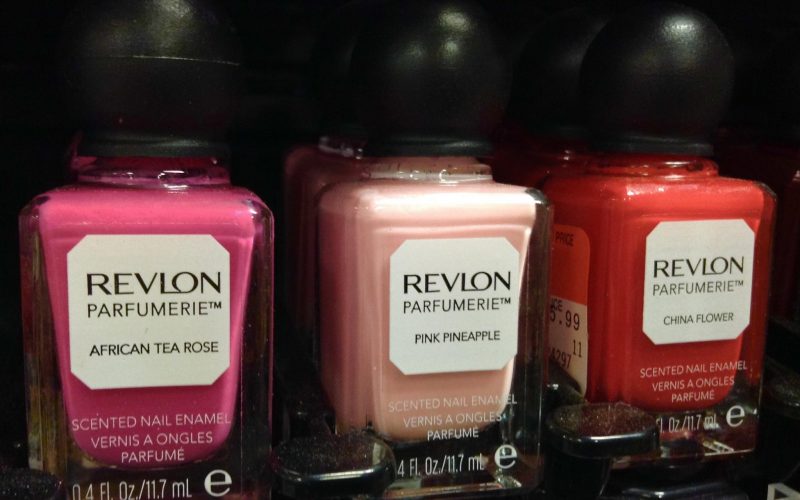 REVLON
PARFUMERIE™
AFRICAN TEA ROSE
SCENTED NAIL ENAMEL
VERNIS A ONGLES
PARFUMÉ
0.4 Fl. Oz./11.7 mL e
REVLON
PARFUMERIE™
PINK PINEAPPLE
SCENTED NAIL ENAMEL
VERNIS A ONGLES
PARFUMÉ
4 Fl. Oz./11.7 mL e
PRICE
5.99
11
REVLON
PARFUMERIE™
CHINA FLOWER
SCENTED NAIL ENAMEL
VERNIS A ONGLES
PARFUMÉ
Fl. Oz./11.7 mL e